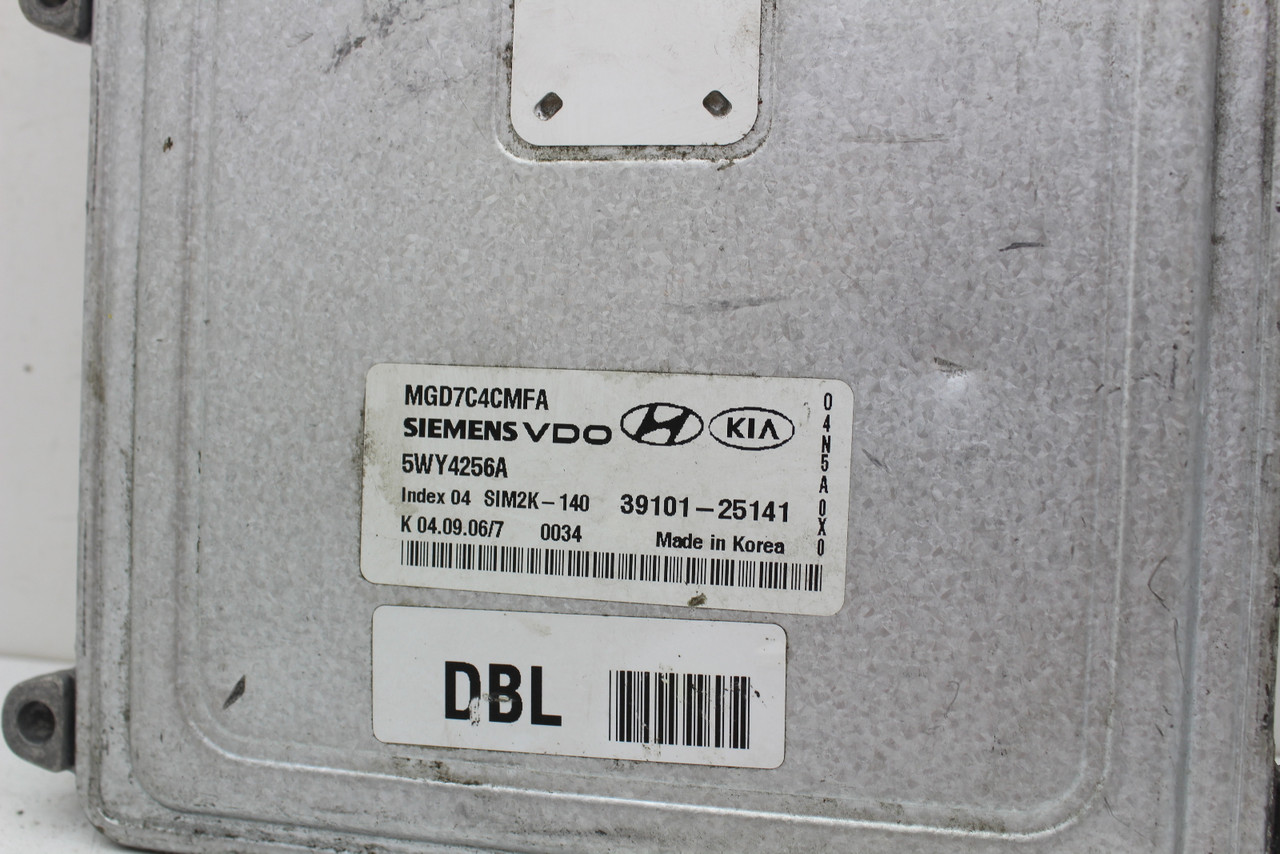 MGD7C4CMFA
SIEMENS VDO KIA
5WY4256A
Index 04 SIM2K-140 39101-25141
K 04.09.06/7 0034 Made in Korea
04N5A0X0
DBL